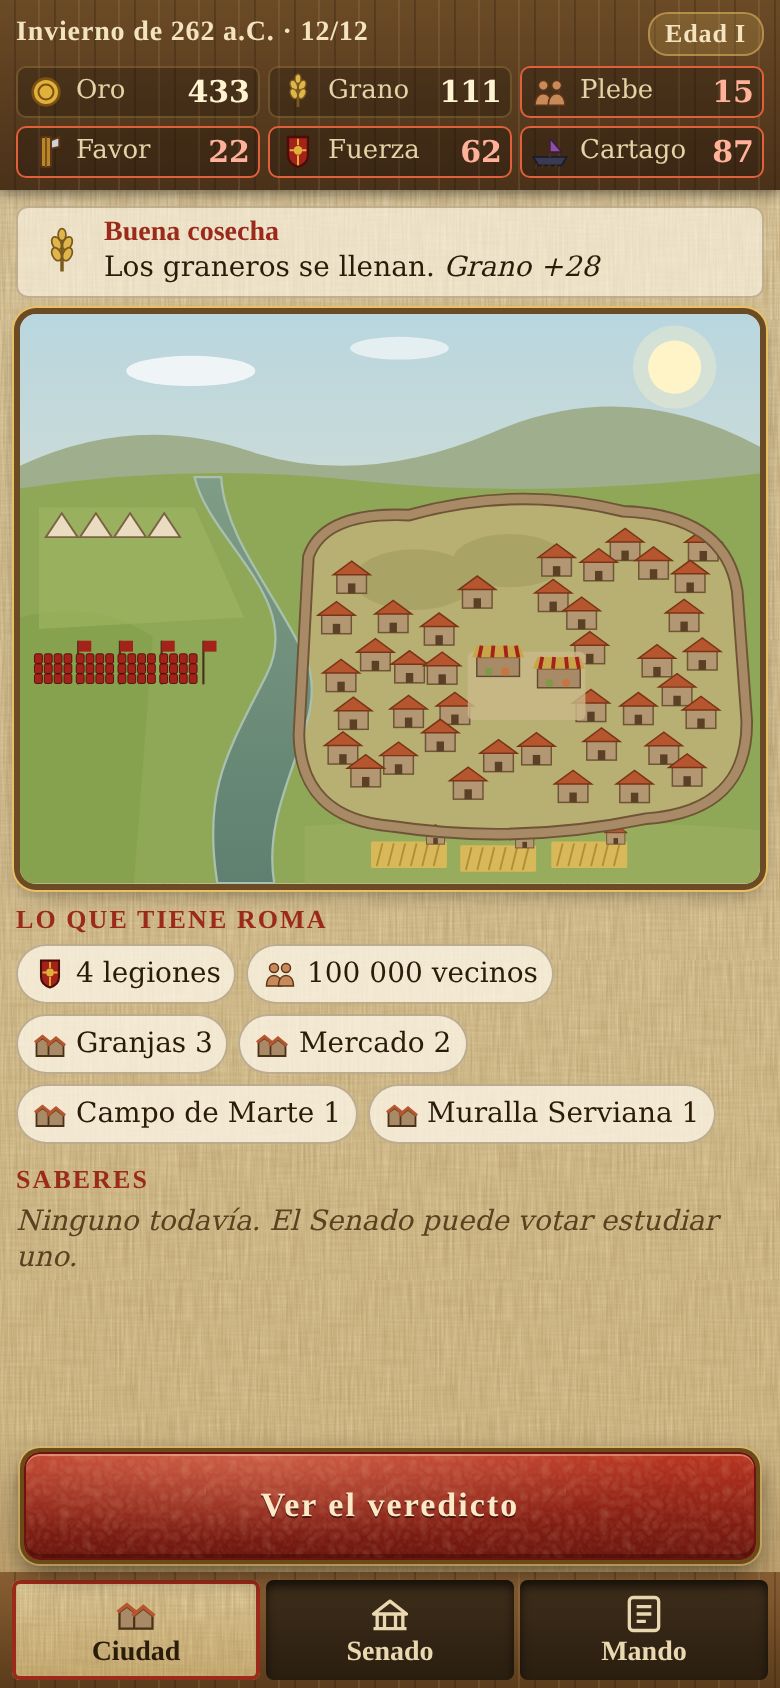 Invierno de 262 a.C. · 12/12
Edad I
Oro 433
Grano 111
Plebe 15
Favor 22
Fuerza 62
Cartago 87
Buena cosecha
Los graneros se llenan. Grano +28
LO QUE TIENE ROMA
4 legiones
100 000 vecinos
Granjas 3
Mercado 2
Campo de Marte 1
Muralla Serviana 1
SABERES
Ninguno todavía. El Senado puede votar estudiar
uno.
Ver el veredicto
Ciudad
Senado
Mando